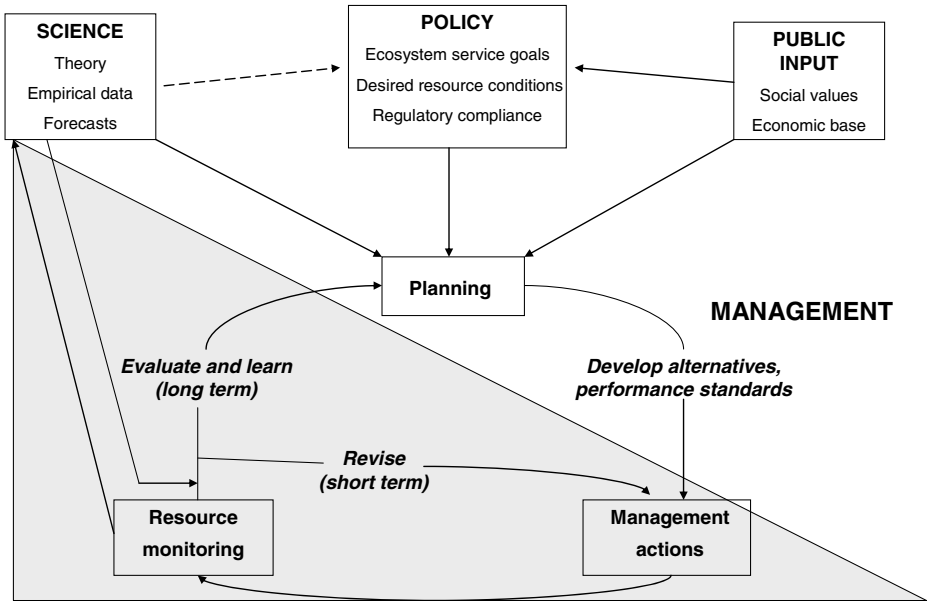 SCIENCE
Theory
Empirical data
Forecasts
POLICY
Ecosystem service goals
Desired resource conditions
Regulatory compliance
PUBLIC
INPUT
Social values
Economic base
Planning
MANAGEMENT
Evaluate and learn
(long term)
Develop alternatives,
performance standards
Revise
(short term)
Resource
monitoring
Management
actions